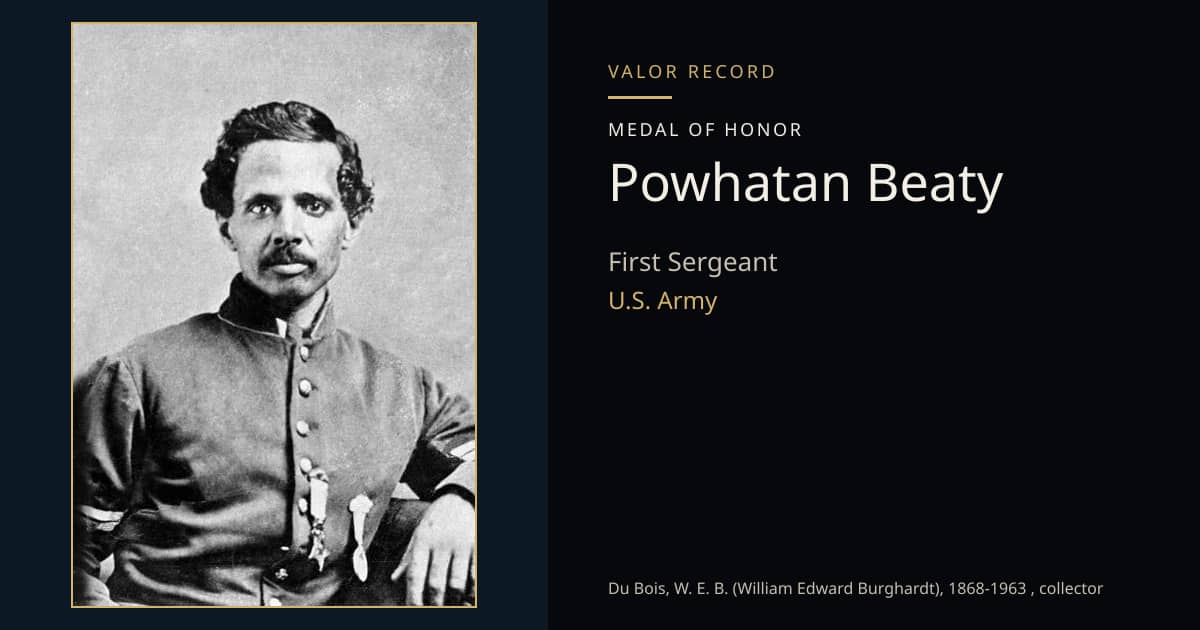 VALOR RECORD
MEDAL OF HONOR
Powhatan Beaty
First Sergeant
U.S. Army
Du Bois, W. E. B. (William Edward Burghardt), 1868-1963 , collector